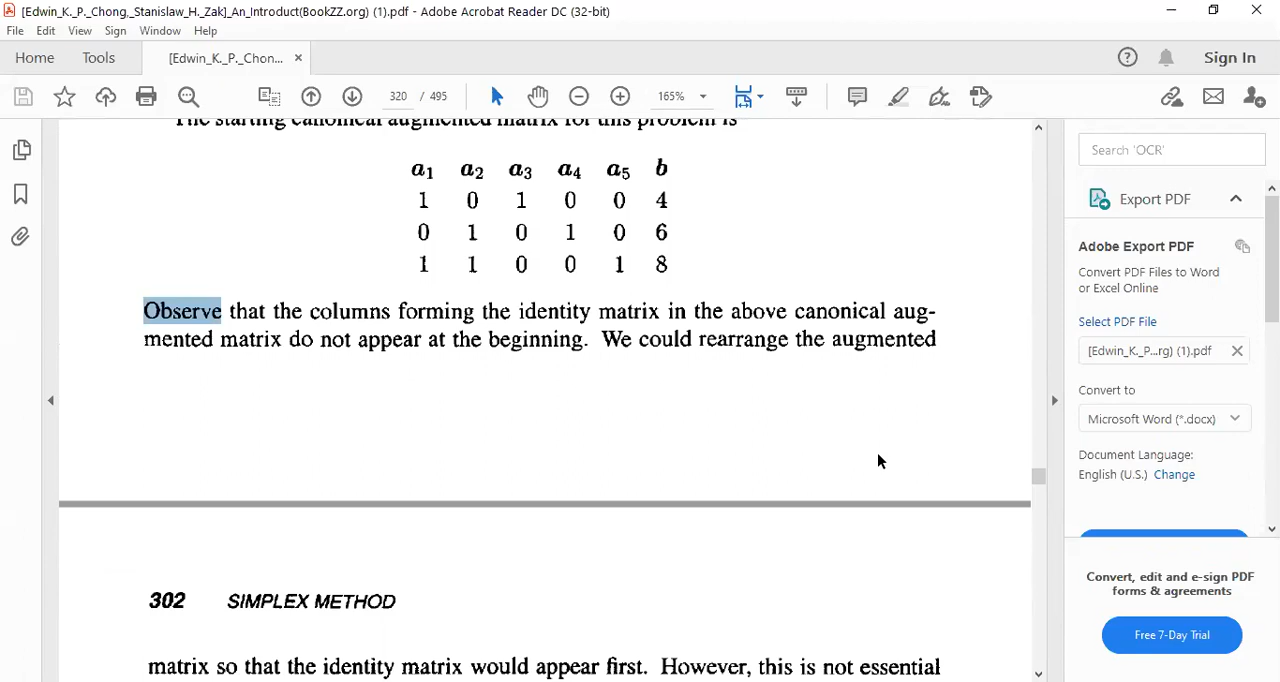 [Edwin_K._P._Chong,_Stanislaw_H._Zak]_An_Introduct(BookZZ.org) (1).pdf - Adobe Acrobat Reader DC (32-bit)
File Edit View Sign Window Help
Home Tools [Edwin_K._P._Chon... × Sign In
320 / 495 165%
The starting canonical augmented matrix for this problem is
a1 a2 a3 a4 a5 b
1 0 1 0 0 4
0 1 0 1 0 6
1 1 0 0 1 8
Observe that the columns forming the identity matrix in the above canonical aug-
mented matrix do not appear at the beginning. We could rearrange the augmented
302 SIMPLEX METHOD
matrix so that the identity matrix would appear first. However, this is not essential
Search 'OCR'
Export PDF
Adobe Export PDF
Convert PDF Files to Word
or Excel Online
Select PDF File
[Edwin_K._P...rg) (1).pdf
Convert to
Microsoft Word (*.docx)
Document Language:
English (U.S.) Change
Convert, edit and e-sign PDF
forms & agreements
Free 7-Day Trial